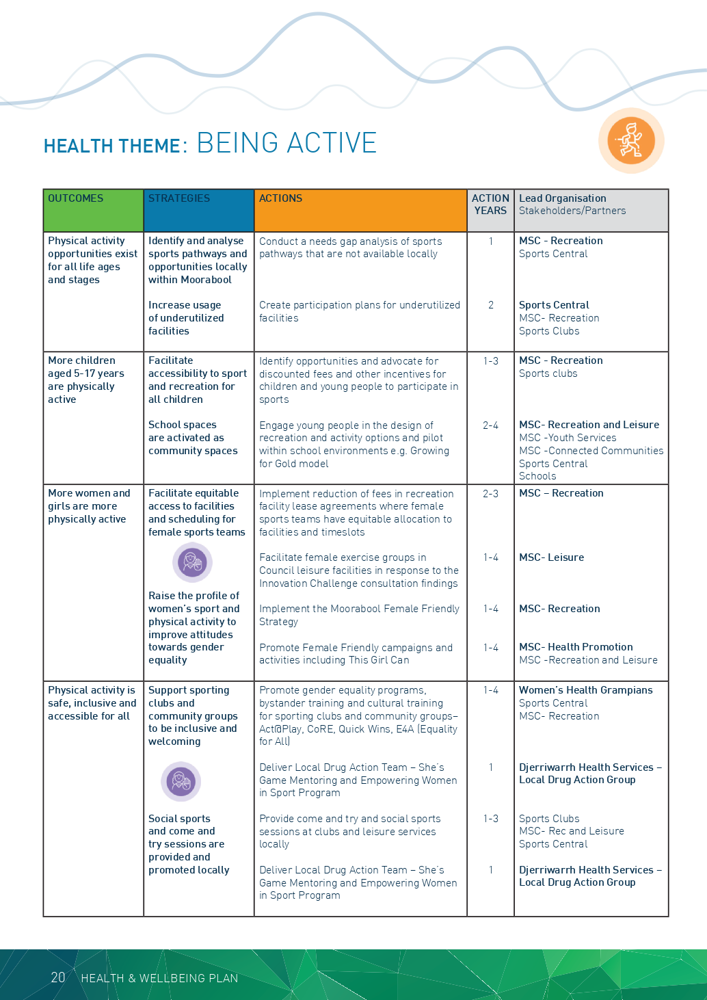 HEALTH THEME: BEING ACTIVE
OUTCOMES
STRATEGIES
ACTIONS
ACTION
YEARS
Lead Organisation
Stakeholders/Partners
Physical activity
opportunities exist
for all life ages
and stages
Identify and analyse
sports pathways and
opportunities locally
within Moorabool
Conduct a needs gap analysis of sports
pathways that are not available locally
1
MSC - Recreation
Sports Central
Increase usage
of underutilized
facilities
Create participation plans for underutilized
facilities
2
Sports Central
MSC- Recreation
Sports Clubs
More children
aged 5-17 years
are physically
active
Facilitate
accessibility to sport
and recreation for
all children
Identify opportunities and advocate for
discounted fees and other incentives for
children and young people to participate in
sports
1-3
MSC - Recreation
Sports clubs
School spaces
are activated as
community spaces
Engage young people in the design of
recreation and activity options and pilot
within school environments e.g. Growing
for Gold model
2-4
MSC- Recreation and Leisure
MSC -Youth Services
MSC -Connected Communities
Sports Central
Schools
More women and
girls are more
physically active
Facilitate equitable
access to facilities
and scheduling for
female sports teams
Implement reduction of fees in recreation
facility lease agreements where female
sports teams have equitable allocation to
facilities and timeslots
2-3
MSC – Recreation
Facilitate female exercise groups in
Council leisure facilities in response to the
Innovation Challenge consultation findings
1-4
MSC- Leisure
Raise the profile of
women's sport and
physical activity to
improve attitudes
towards gender
equality
Implement the Moorabool Female Friendly
Strategy
1-4
MSC- Recreation
Promote Female Friendly campaigns and
activities including This Girl Can
1-4
MSC- Health Promotion
MSC -Recreation and Leisure
Physical activity is
safe, inclusive and
accessible for all
Support sporting
clubs and
community groups
to be inclusive and
welcoming
Promote gender equality programs,
bystander training and cultural training
for sporting clubs and community groups–
Act@Play, CoRE, Quick Wins, E4A (Equality
for All)
1-4
Women's Health Grampians
Sports Central
MSC- Recreation
Deliver Local Drug Action Team – She's
Game Mentoring and Empowering Women
in Sport Program
1
Djerriwarrh Health Services –
Local Drug Action Group
Social sports
and come and
try sessions are
provided and
promoted locally
Provide come and try and social sports
sessions at clubs and leisure services
locally
1-3
Sports Clubs
MSC- Rec and Leisure
Sports Central
Deliver Local Drug Action Team – She's
Game Mentoring and Empowering Women
in Sport Program
1
Djerriwarrh Health Services –
Local Drug Action Group
20 HEALTH & WELLBEING PLAN